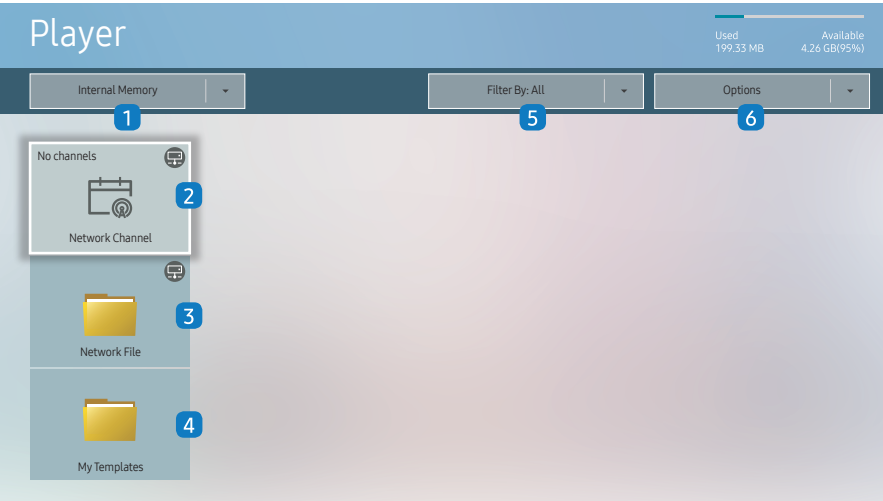 Player
Used
Available
199.33 MB
4.26 GB(95%)
Internal Memory
Filter By: All
Options
1
5
6
No channels
2
Network Channel
3
Network File
4
My Templates